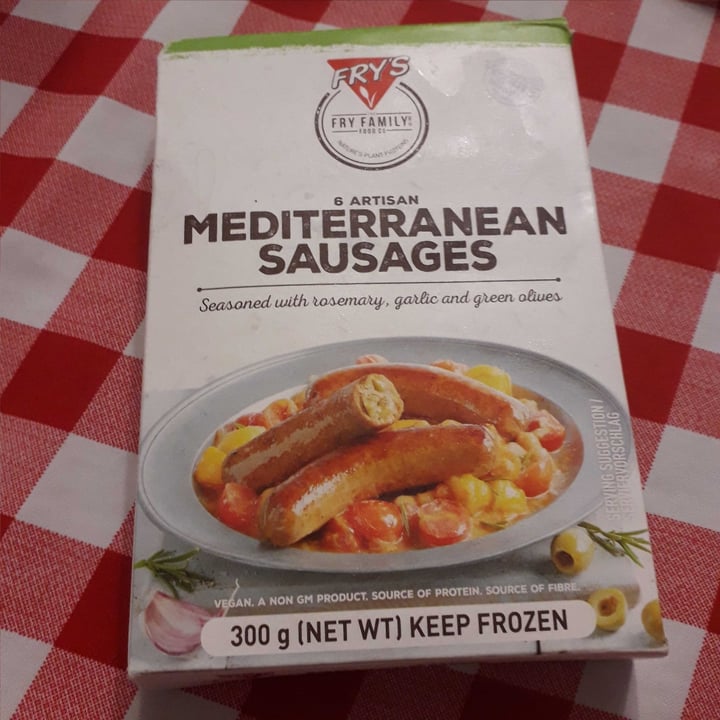 FRY'S
FRY FAMILY
FOOD CO
NATURE'S PLANT PROTEINS
6 ARTISAN
MEDITERRANEAN
SAUSAGES
Seasoned with rosemary, garlic and green olives
SERVING SUGGESTION /
SERVIERVORSCHLAG
VEGAN. A NON GM PRODUCT. SOURCE OF PROTEIN. SOURCE OF FIBRE.
300 g (NET WT) KEEP FROZEN